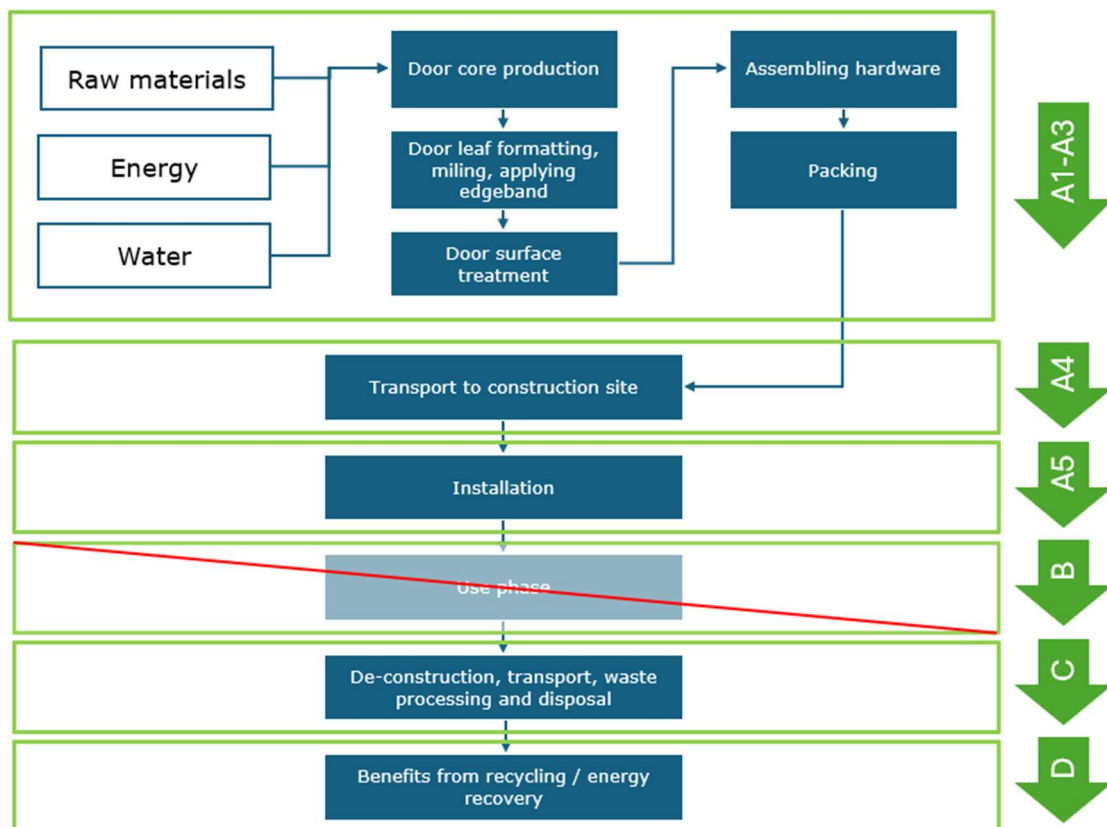 Raw materials
Energy
Water
Door core production
Door leaf formatting,
miling, applying
edgeband
Door surface
treatment
Assembling hardware
Packing
A1-A3
Transport to construction site
A4
Installation
A5
Use phase
B
De-construction, transport, waste
processing and disposal
C
Benefits from recycling / energy
recovery
D